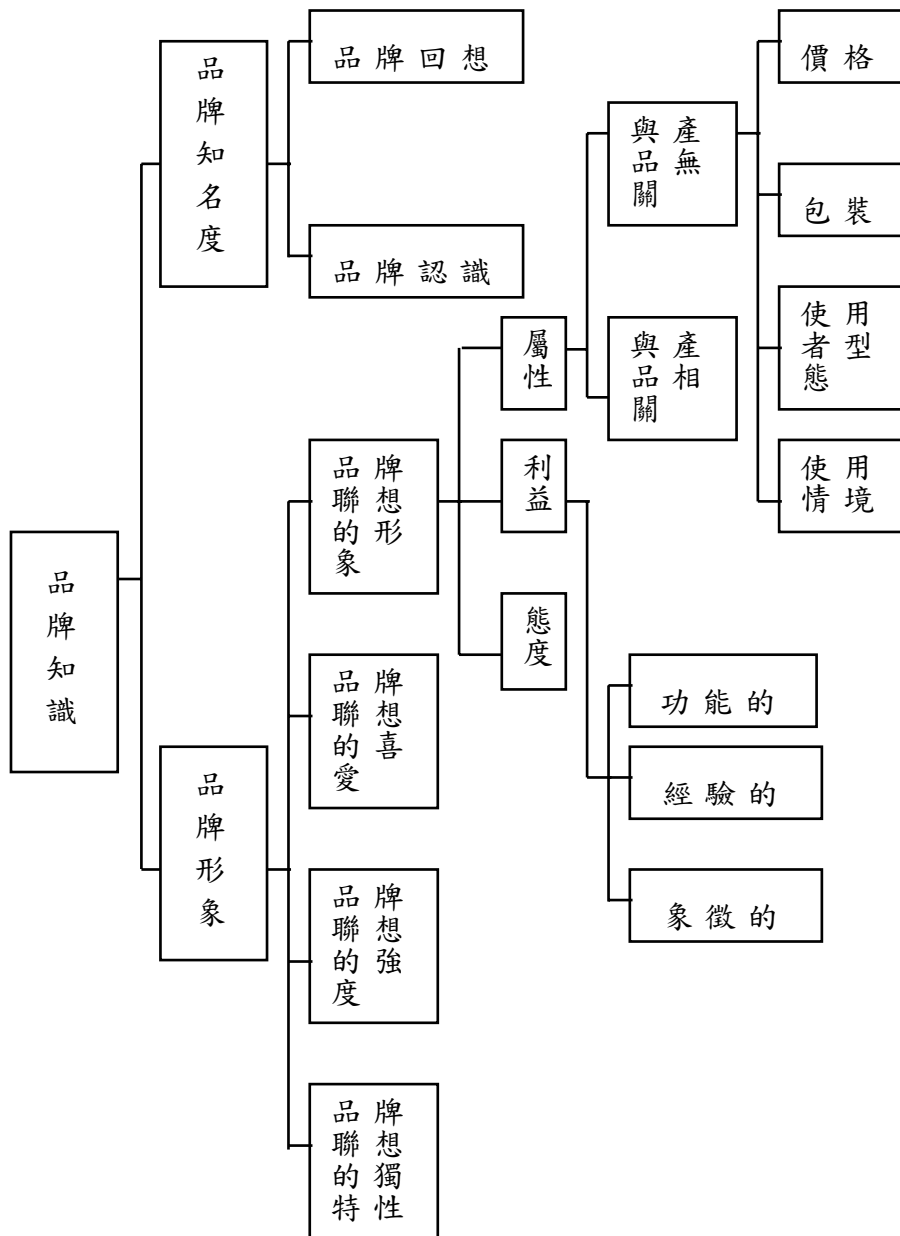 品牌知識
品牌知名度
品牌回想
品牌認識
品牌形象
品牌
聯想
的形
象
屬性
與產
品無
關
價格
包裝
使用
者型
態
使用
情境
與產
品相
關
利益
功能的
經驗的
象徵的
態度
品牌
聯想
的喜
愛
品牌
聯想
的強
度
品牌
聯想
的獨
特性